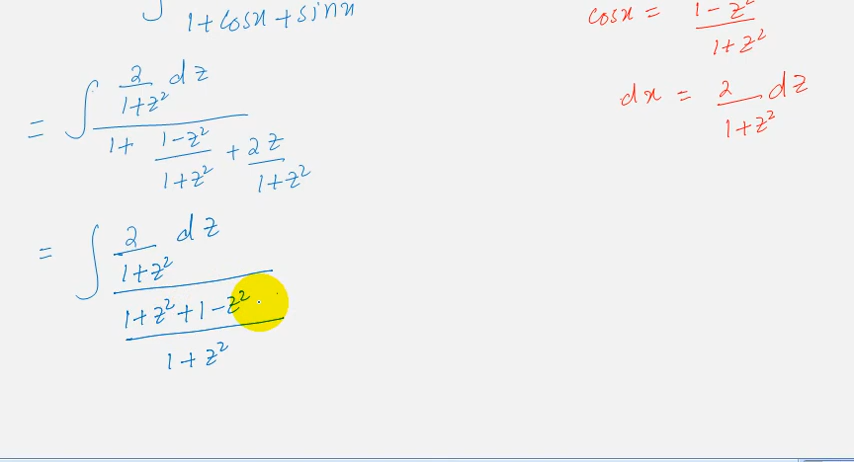 ∫ 1 + cosx + sinx
= ∫ 2/(1+z²) dz / (1 + (1-z²)/(1+z²) + 2z/(1+z²))
= ∫ 2/(1+z²) dz / ((1+z²+1-z²)/(1+z²))
cosx = (1-z²)/(1+z²)
dx = 2/(1+z²) dz